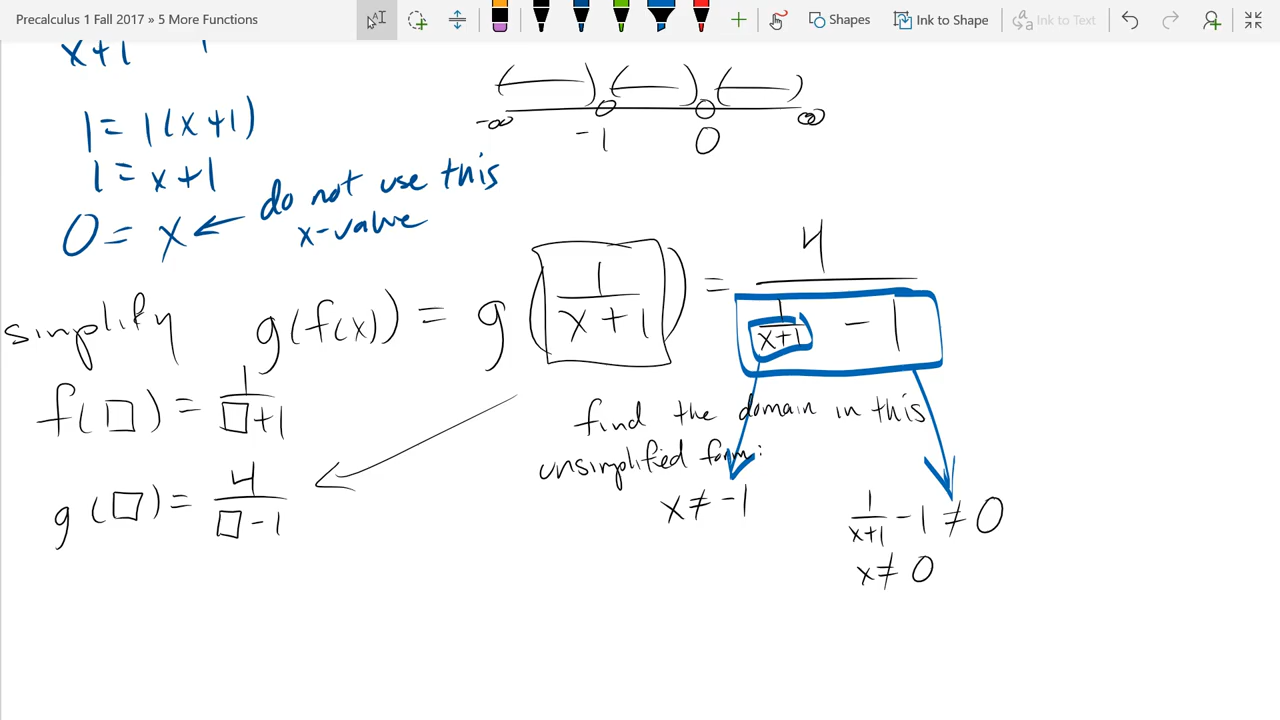 Precalculus 1 Fall 2017 » 5 More Functions
Shapes
Ink to Shape
Ink to Text
x+1
1 = 1(x+1)
1 = x+1
0 = x ← do not use this
x-value
-∞ -1 0 ∞
simplify g(f(x)) = g(1/(x+1)) = 4/(1/(x+1) - 1)
f(□) = 1/(□+1)
g(□) = 4/(□-1)
find the domain in this
unsimplified form:
x ≠ -1
1/(x+1) - 1 ≠ 0
x ≠ 0